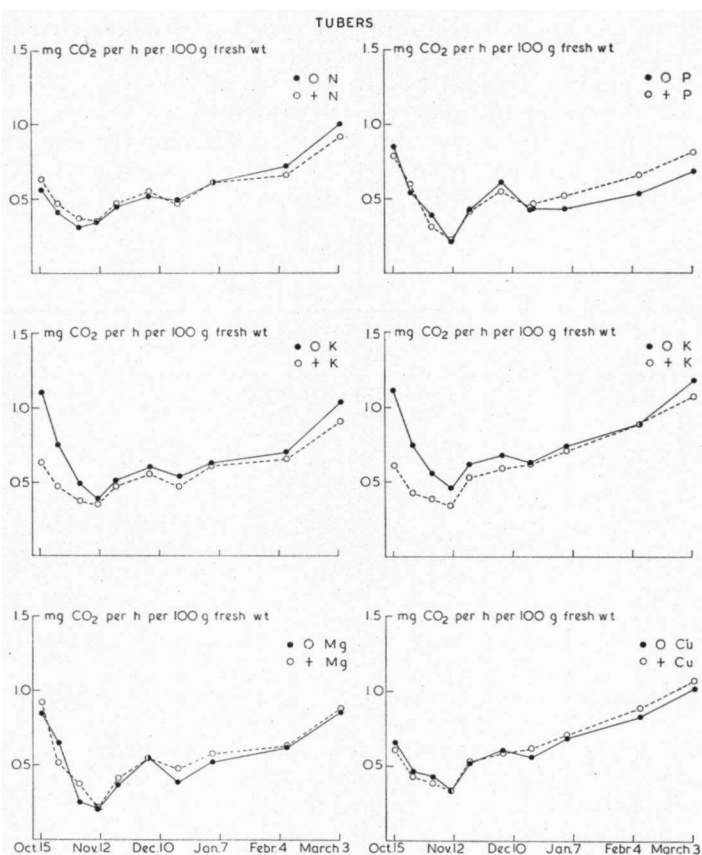 TUBERS
mg CO₂ per h per 100 g fresh wt
● O N
○ + N
1.5
1.0
0.5
mg CO₂ per h per 100 g fresh wt
● O P
○ + P
1.5
1.0
0.5
mg CO₂ per h per 100 g fresh wt
● O K
○ + K
1.5
1.0
0.5
mg CO₂ per h per 100 g fresh wt
● O K
○ + K
1.5
1.0
0.5
mg CO₂ per h per 100 g fresh wt
● O Mg
○ + Mg
1.5
1.0
0.5
Oct.15 Nov.12 Dec.10 Jan.7 Febr.4 March 3
mg CO₂ per h per 100 g fresh wt
● O Cu
○ + Cu
1.5
1.0
0.5
Oct.15 Nov.12 Dec.10 Jan.7 Febr.4 March 3